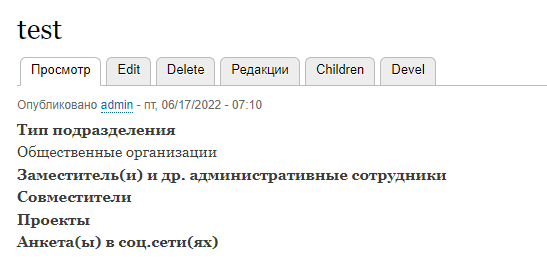 test
Просмотр Edit Delete Редакции Children Devel
Опубликовано admin - пт, 06/17/2022 - 07:10
Тип подразделения
Общественные организации
Заместитель(и) и др. административные сотрудники
Совместители
Проекты
Анкета(ы) в соц.сети(ях)